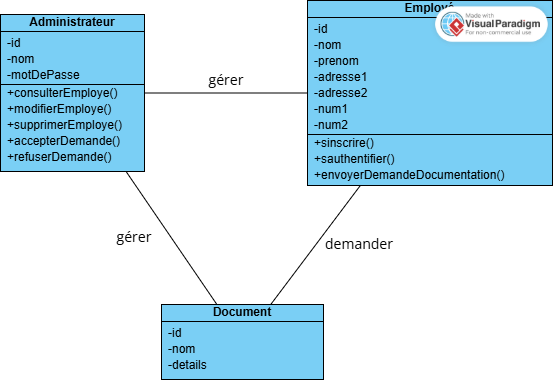 Administrateur
-id
-nom
-motDePasse
+consulterEmploye()
+modifierEmploye()
+supprimerEmploye()
+accepterDemande()
+refuserDemande()
gérer
Made with
Visual Paradigm
For non-commercial use
-id
-nom
-prenom
-adresse1
-adresse2
-num1
-num2
+sinscrire()
+sauthentifier()
+envoyerDemandeDocumentation()
gérer
demander
Document
-id
-nom
-details